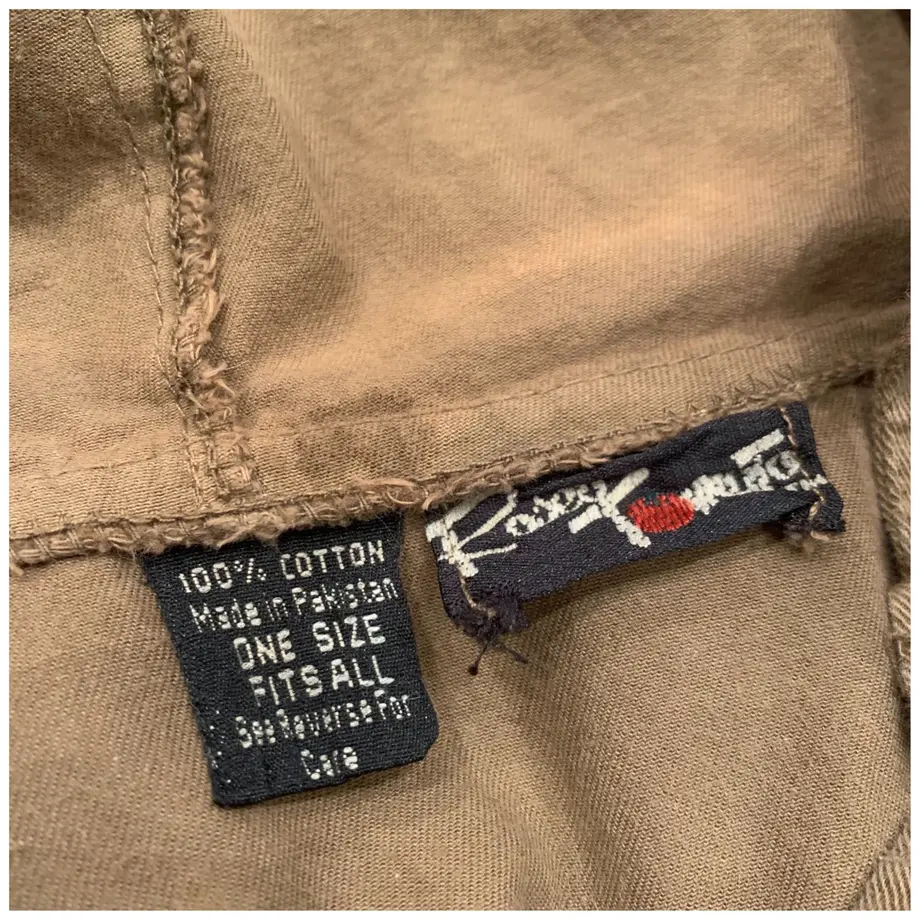 100% COTTON
Made in Pakistan
ONE SIZE
FITS ALL
See Reverse For
Care